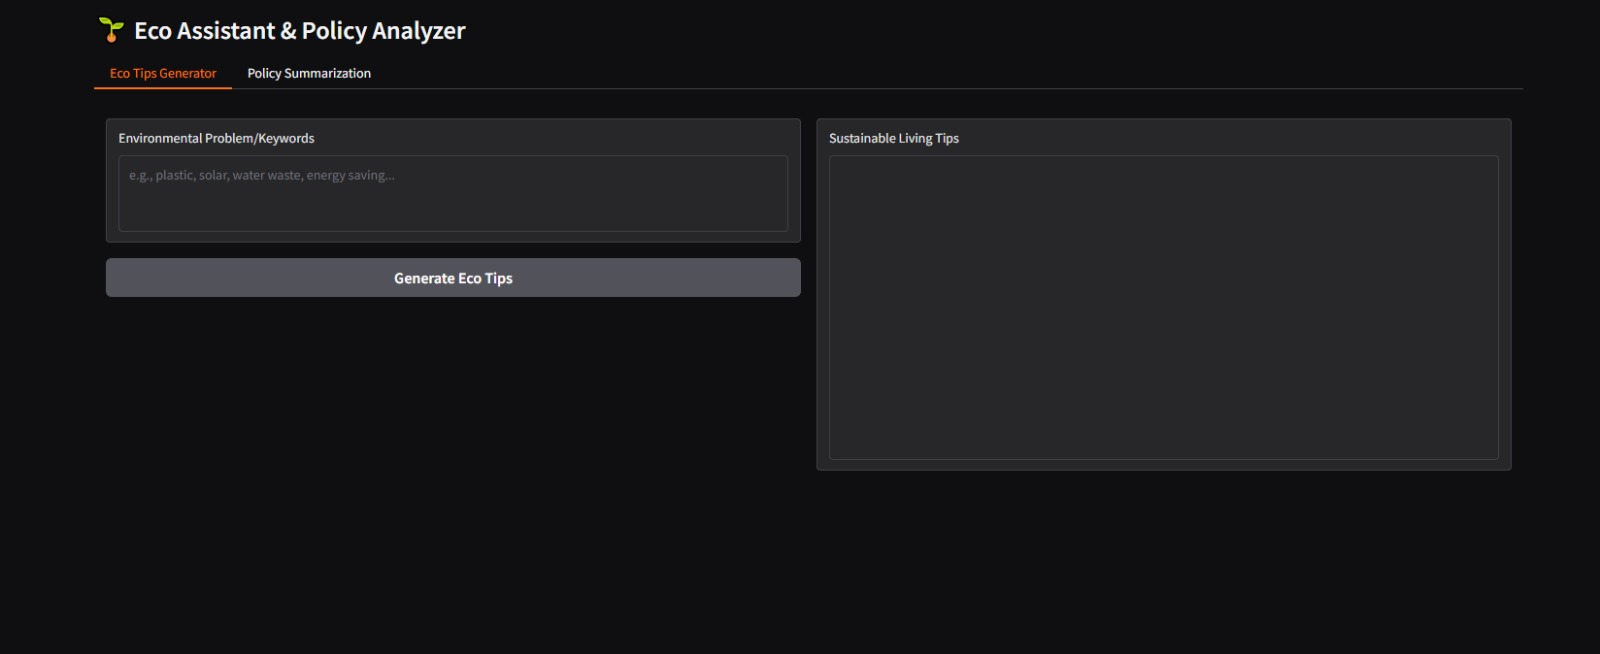 Eco Assistant & Policy Analyzer
Eco Tips Generator
Policy Summarization
Environmental Problem/Keywords
e.g., plastic, solar, water waste, energy saving...
Generate Eco Tips
Sustainable Living Tips